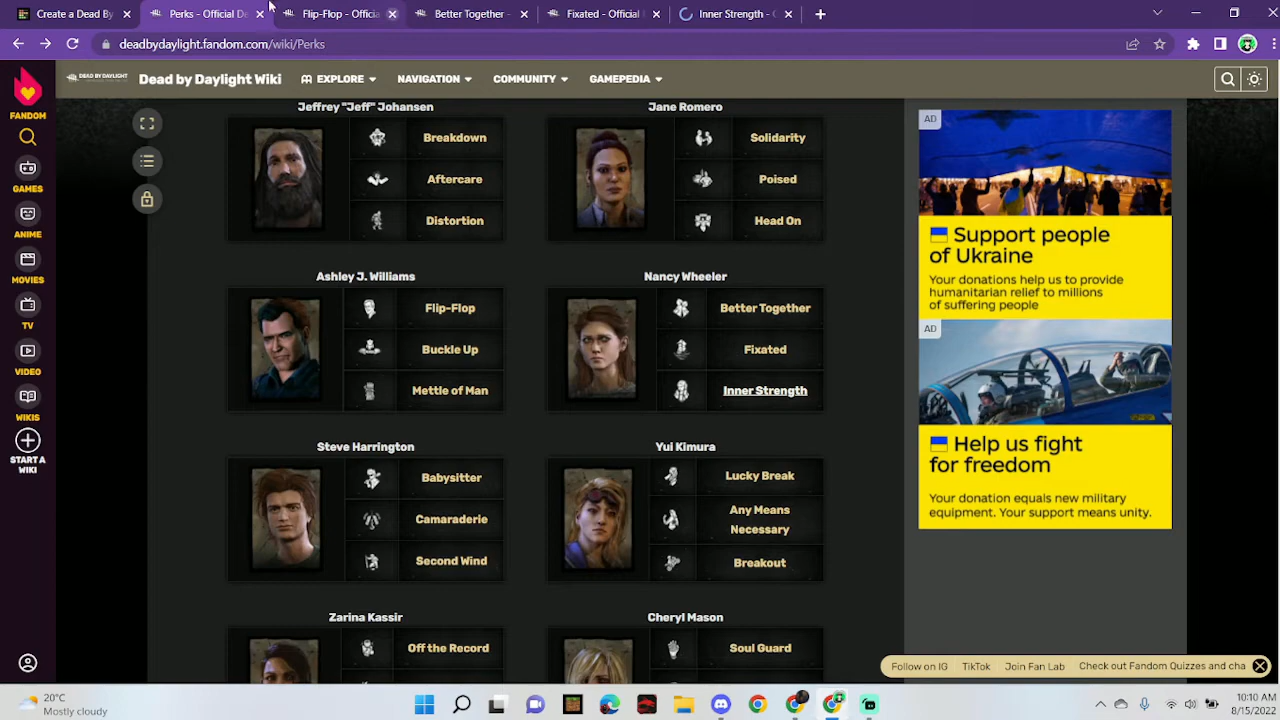 Create a Dead By
Perks - Dead by Da
Flip-Flop - Officia
Better Together -
Fixated - Official
Inner Strength -
deadbydaylight.fandom.com/wiki/Perks
FANDOM
GAMES
ANIME
MOVIES
TV
VIDEO
WIKIS
START A
WIKI
DEAD BY DAYLIGHT
Dead by Daylight Wiki
EXPLORE
NAVIGATION
COMMUNITY
GAMEPEDIA
Jeffrey "Jeff" Johansen
Breakdown
Aftercare
Distortion
Jane Romero
Solidarity
Poised
Head On
Ashley J. Williams
Flip-Flop
Buckle Up
Mettle of Man
Nancy Wheeler
Better Together
Fixated
Inner Strength
Steve Harrington
Babysitter
Camaraderie
Second Wind
Yui Kimura
Lucky Break
Any Means
Necessary
Breakout
Zarina Kassir
Off the Record
Cheryl Mason
Soul Guard
AD
Support people
of Ukraine
Your donations help us to provide
humanitarian relief to millions
of suffering people
AD
Help us fight
for freedom
Your donation equals new military
equipment. Your support means unity.
Follow on IG
TikTok
Join Fan Lab
Check out Fandom Quizzes and cha
20°C
Mostly cloudy
10:10 AM
8/15/2022